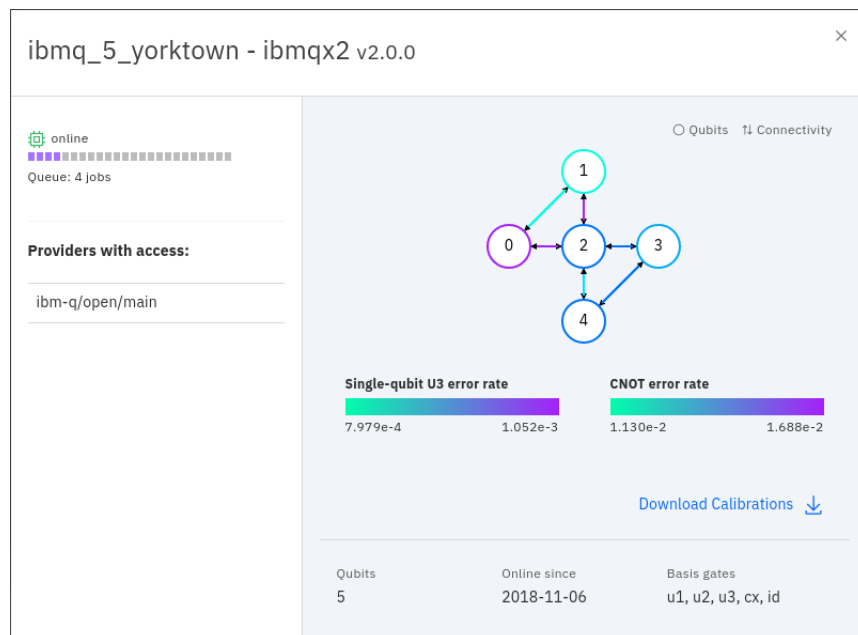 ibmq_5_yorktown - ibmqx2 v2.0.0
online
Queue: 4 jobs
Providers with access:
ibm-q/open/main
Qubits Connectivity
1
0 2 3
4
Single-qubit U3 error rate
7.979e-4 1.052e-3
CNOT error rate
1.130e-2 1.688e-2
Download Calibrations
Qubits
5
Online since
2018-11-06
Basis gates
u1, u2, u3, cx, id